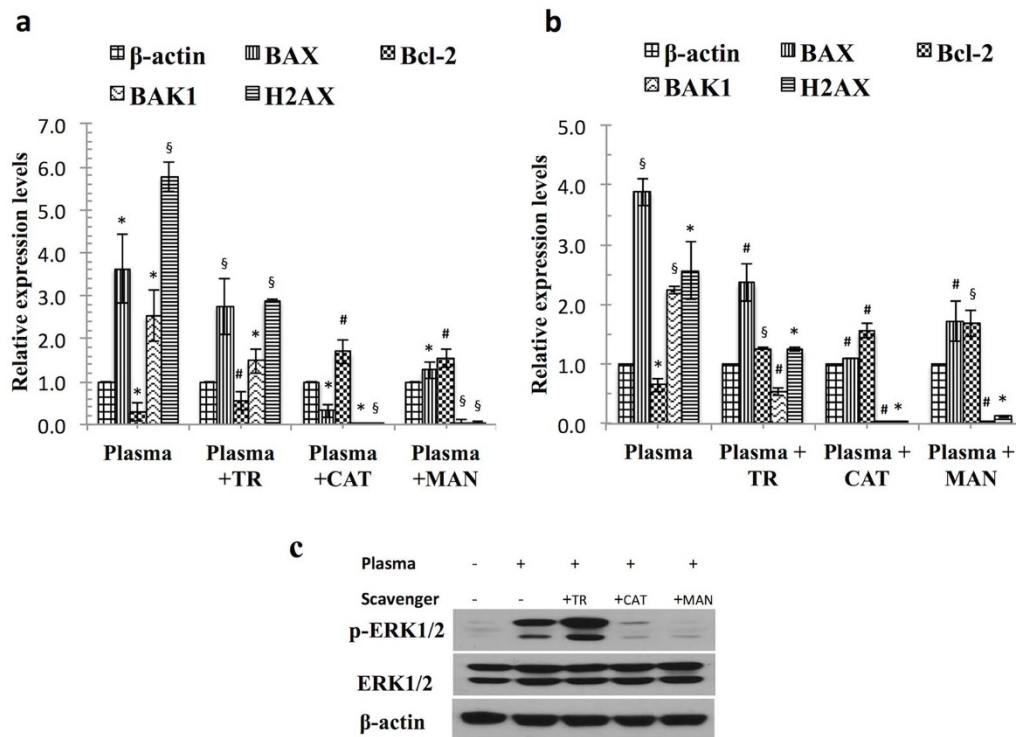 a
β-actin BAX Bcl-2
BAK1 H2AX
Relative expression levels
7.0
6.0
5.0
4.0
3.0
2.0
1.0
0.0
* * * §
§ # * §
* # * §
* # § §
Plasma Plasma Plasma Plasma
+TR +CAT +MAN
b
β-actin BAX Bcl-2
BAK1 H2AX
Relative expression levels
5.0
4.0
3.0
2.0
1.0
0.0
§ * § *
# § # *
# # # *
# § # *
Plasma Plasma + Plasma + Plasma +
TR CAT MAN
c
Plasma - + + + +
Scavenger - - +TR +CAT +MAN
p-ERK1/2
ERK1/2
β-actin